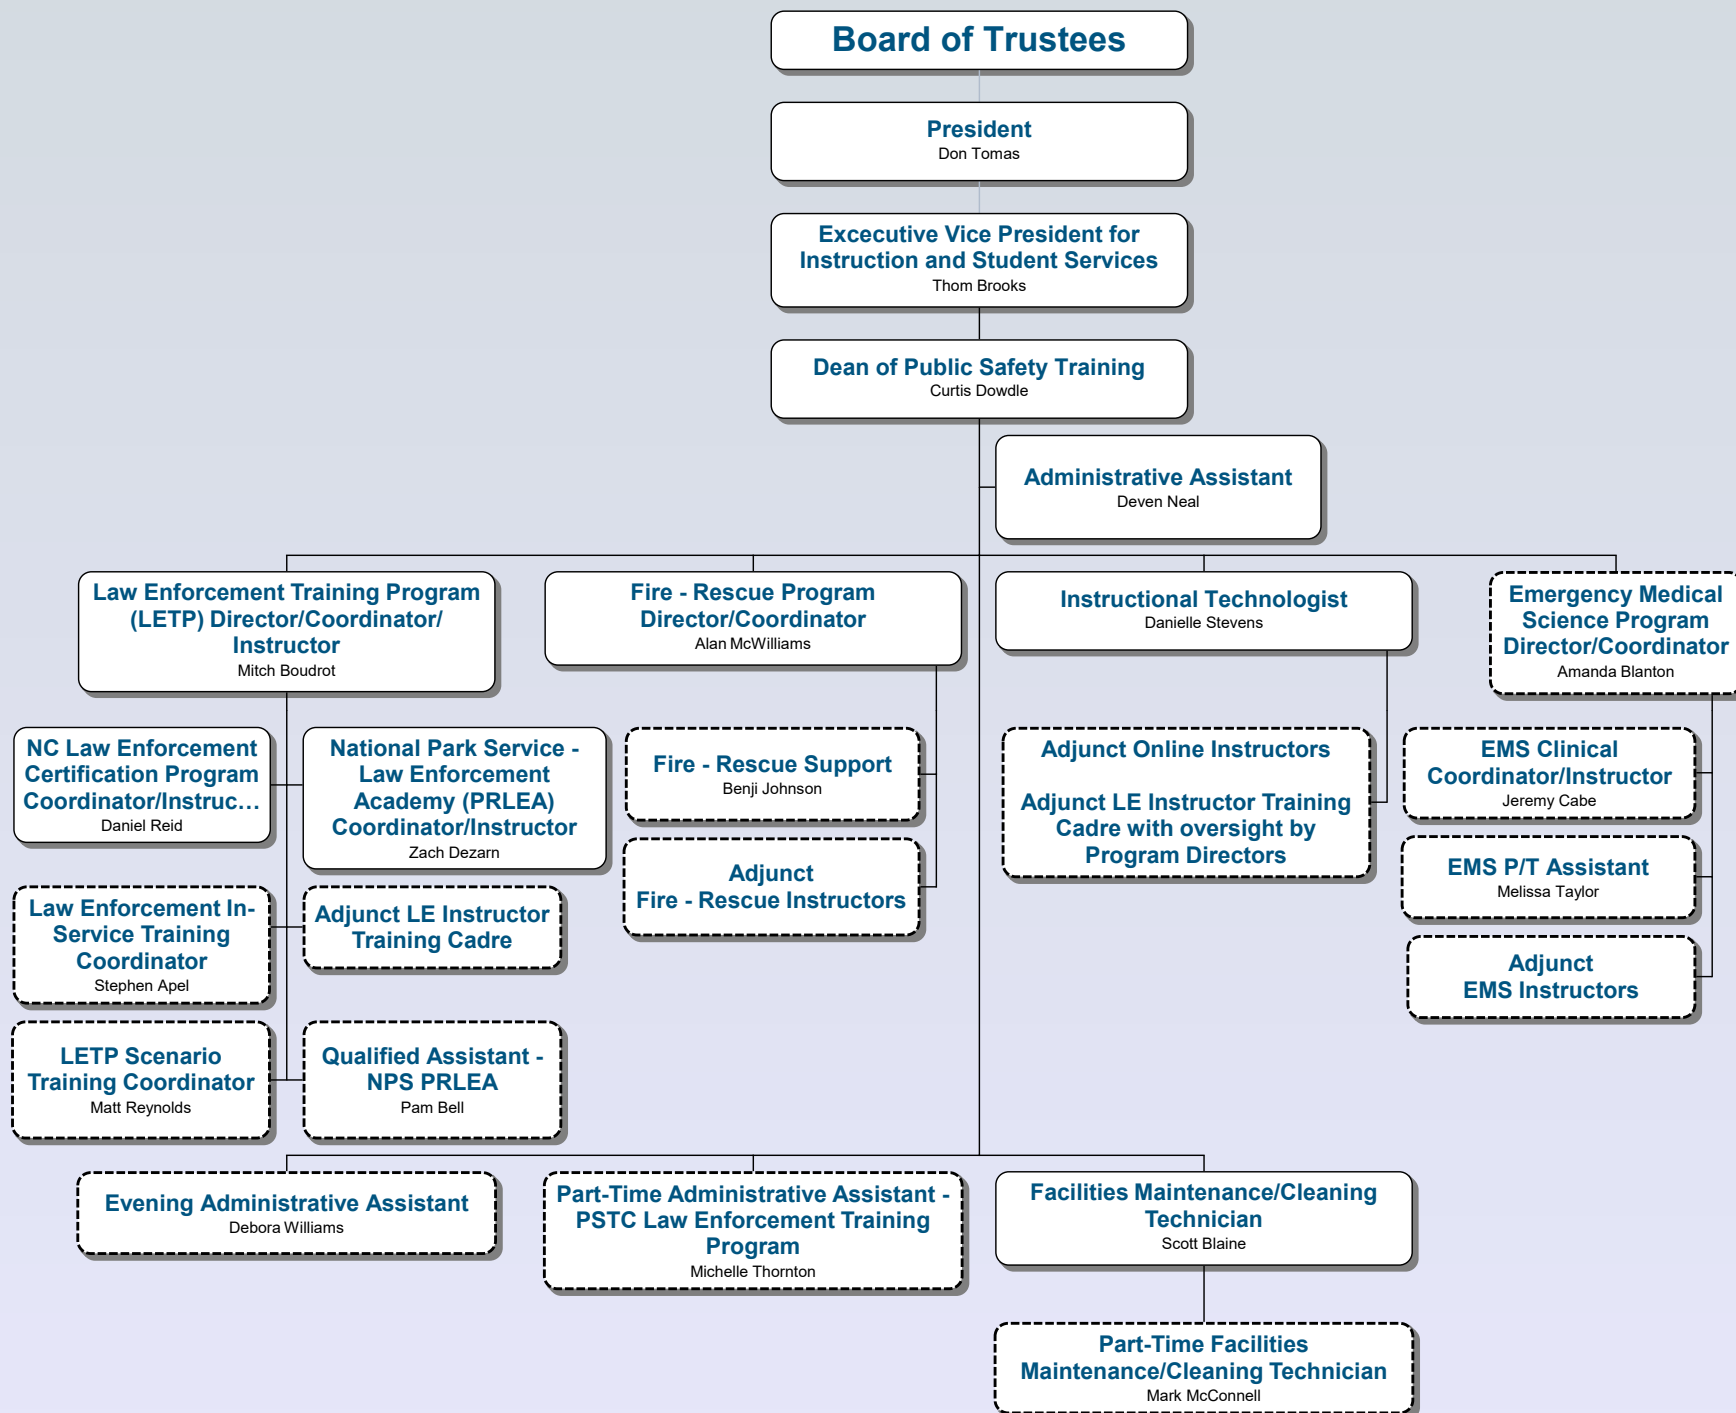 Board of Trustees
President
Don Tomas
Excecutive Vice President for
Instruction and Student Services
Thom Brooks
Dean of Public Safety Training
Curtis Dowdle
Administrative Assistant
Deven Neal
Law Enforcement Training Program
(LETP) Director/Coordinator/
Instructor
Mitch Boudrot
Fire - Rescue Program
Director/Coordinator
Alan McWilliams
Instructional Technologist
Danielle Stevens
Emergency Medical
Science Program
Director/Coordinator
Amanda Blanton
NC Law Enforcement
Certification Program
Coordinator/Instruc...
Daniel Reid
National Park Service -
Law Enforcement
Academy (PRLEA)
Coordinator/Instructor
Zach Dezarn
Fire - Rescue Support
Benji Johnson
Adjunct Online Instructors
Adjunct LE Instructor Training
Cadre with oversight by
Program Directors
EMS Clinical
Coordinator/Instructor
Jeremy Cabe
Adjunct
Fire - Rescue Instructors
EMS P/T Assistant
Melissa Taylor
Law Enforcement In-
Service Training
Coordinator
Stephen Apel
Adjunct LE Instructor
Training Cadre
Adjunct
EMS Instructors
LETP Scenario
Training Coordinator
Matt Reynolds
Qualified Assistant -
NPS PRLEA
Pam Bell
Evening Administrative Assistant
Debora Williams
Part-Time Administrative Assistant -
PSTC Law Enforcement Training
Program
Michelle Thornton
Facilities Maintenance/Cleaning
Technician
Scott Blaine
Part-Time Facilities
Maintenance/Cleaning Technician
Mark McConnell